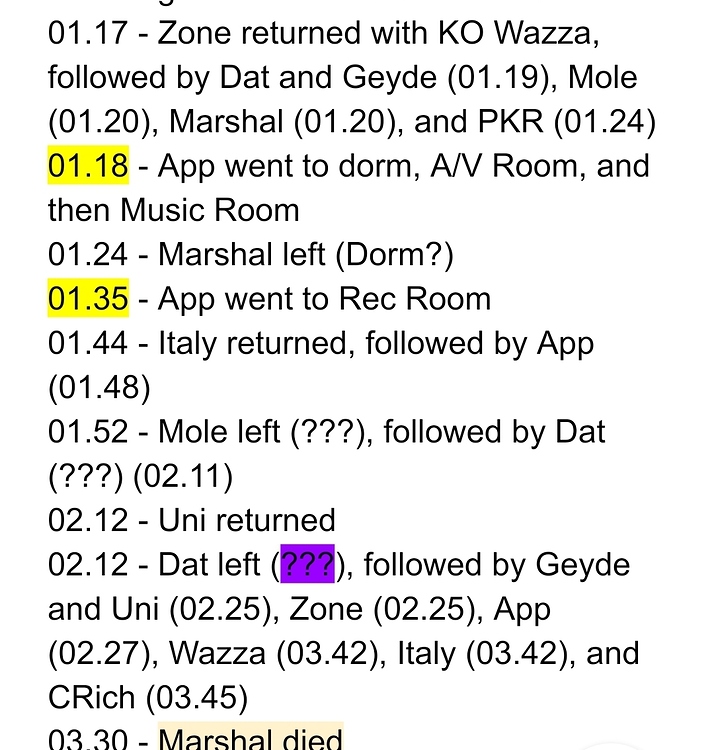 01.17 - Zone returned with KO Wazza,
followed by Dat and Geyde (01.19), Mole
(01.20), Marshal (01.20), and PKR (01.24)
01.18 - App went to dorm, A/V Room, and
then Music Room
01.24 - Marshal left (Dorm?)
01.35 - App went to Rec Room
01.44 - Italy returned, followed by App
(01.48)
01.52 - Mole left (???), followed by Dat
(???) (02.11)
02.12 - Uni returned
02.12 - Dat left (???), followed by Geyde
and Uni (02.25), Zone (02.25), App
(02.27), Wazza (03.42), Italy (03.42), and
CRich (03.45)
03.30 - Marshal died